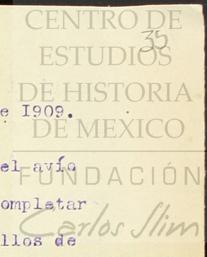 CENTRO DE
35
ESTUDIOS
DE HISTORIA
e 1909.
DE MEXICO
el avío
FUNDACIÓN
ompletar
Carlos Slim
llos de